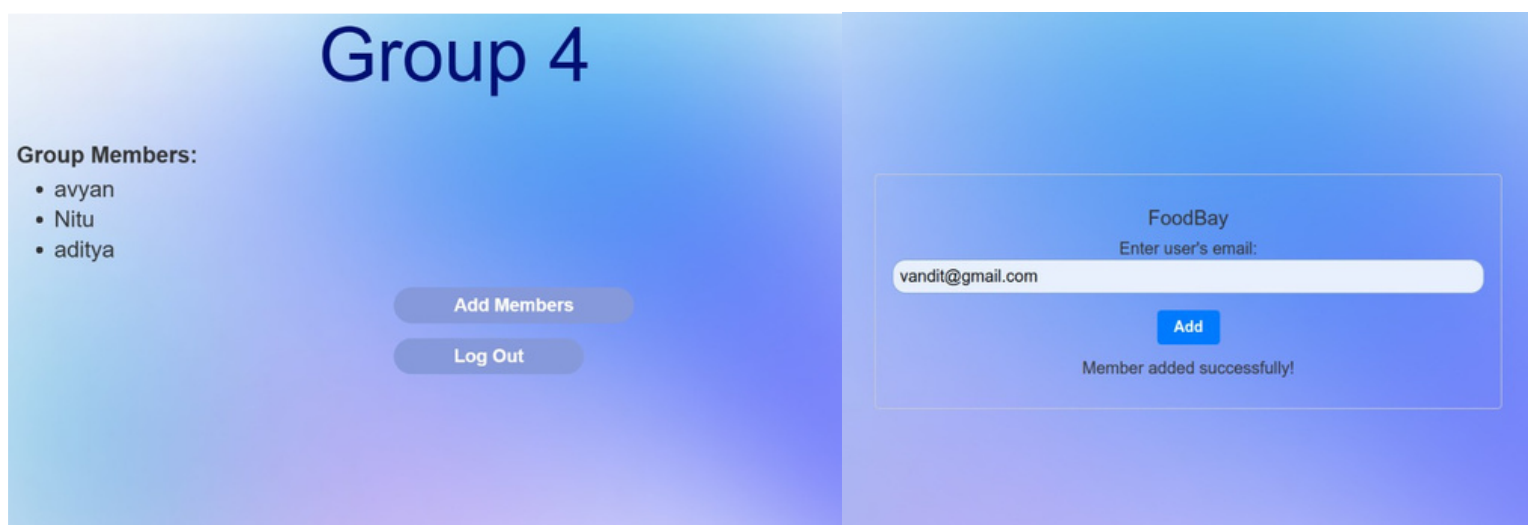 Group 4
Group Members:
avyan
Nitu
aditya
Add Members
Log Out
FoodBay
Enter user's email:
vandit@gmail.com
Add
Member added successfully!